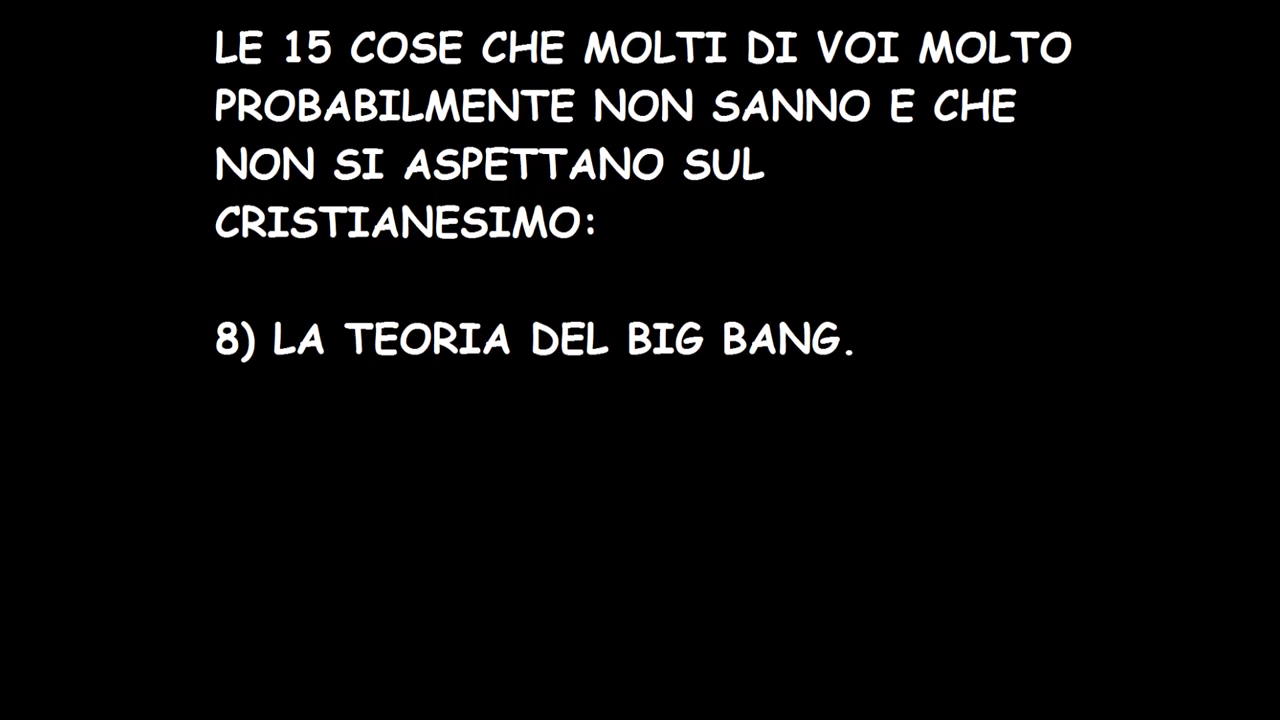 LE 15 COSE CHE MOLTI DI VOI MOLTO
PROBABILMENTE NON SANNO E CHE
NON SI ASPETTANO SUL
CRISTIANESIMO:
8) LA TEORIA DEL BIG BANG.